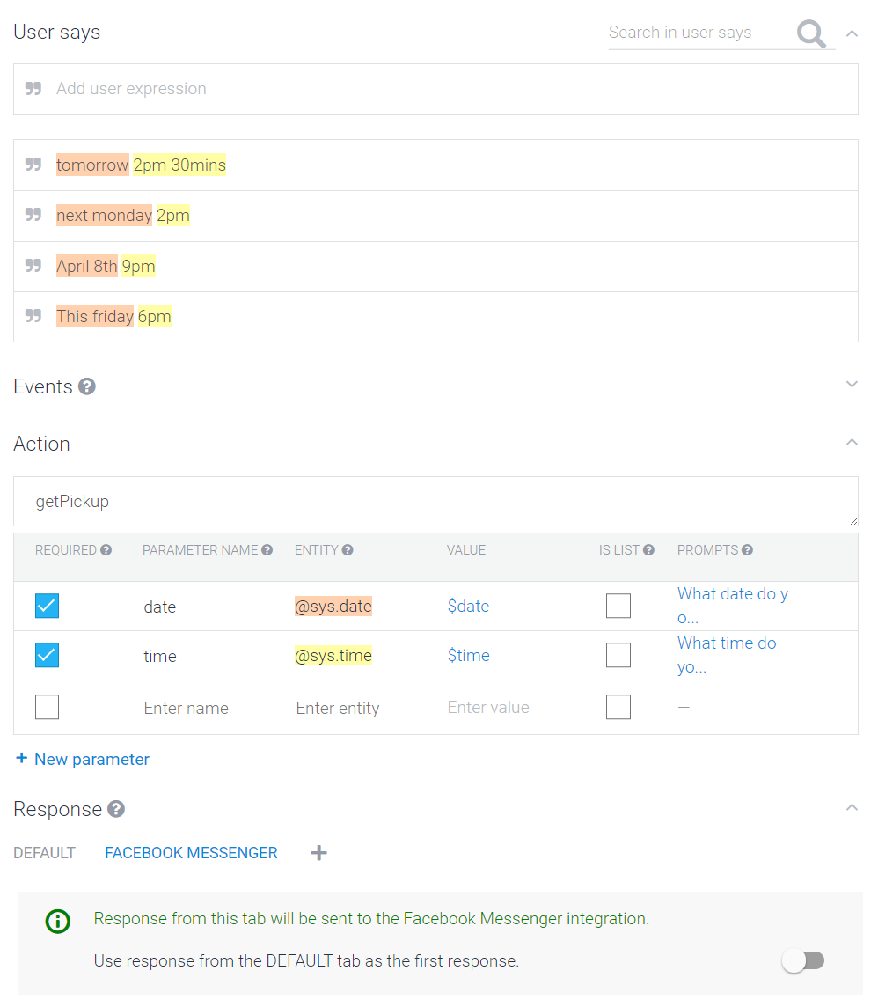 User says
Search in user says
Add user expression
tomorrow 2pm 30mins
next monday 2pm
April 8th 9pm
This friday 6pm
Events
Action
getPickup
REQUIRED PARAMETER NAME ENTITY VALUE IS LIST PROMPTS
date @sys.date $date What date do y
o...
time @sys.time $time What time do
yo...
Enter name Enter entity Enter value —
+ New parameter
Response
DEFAULT FACEBOOK MESSENGER +
Response from this tab will be sent to the Facebook Messenger integration.
Use response from the DEFAULT tab as the first response.